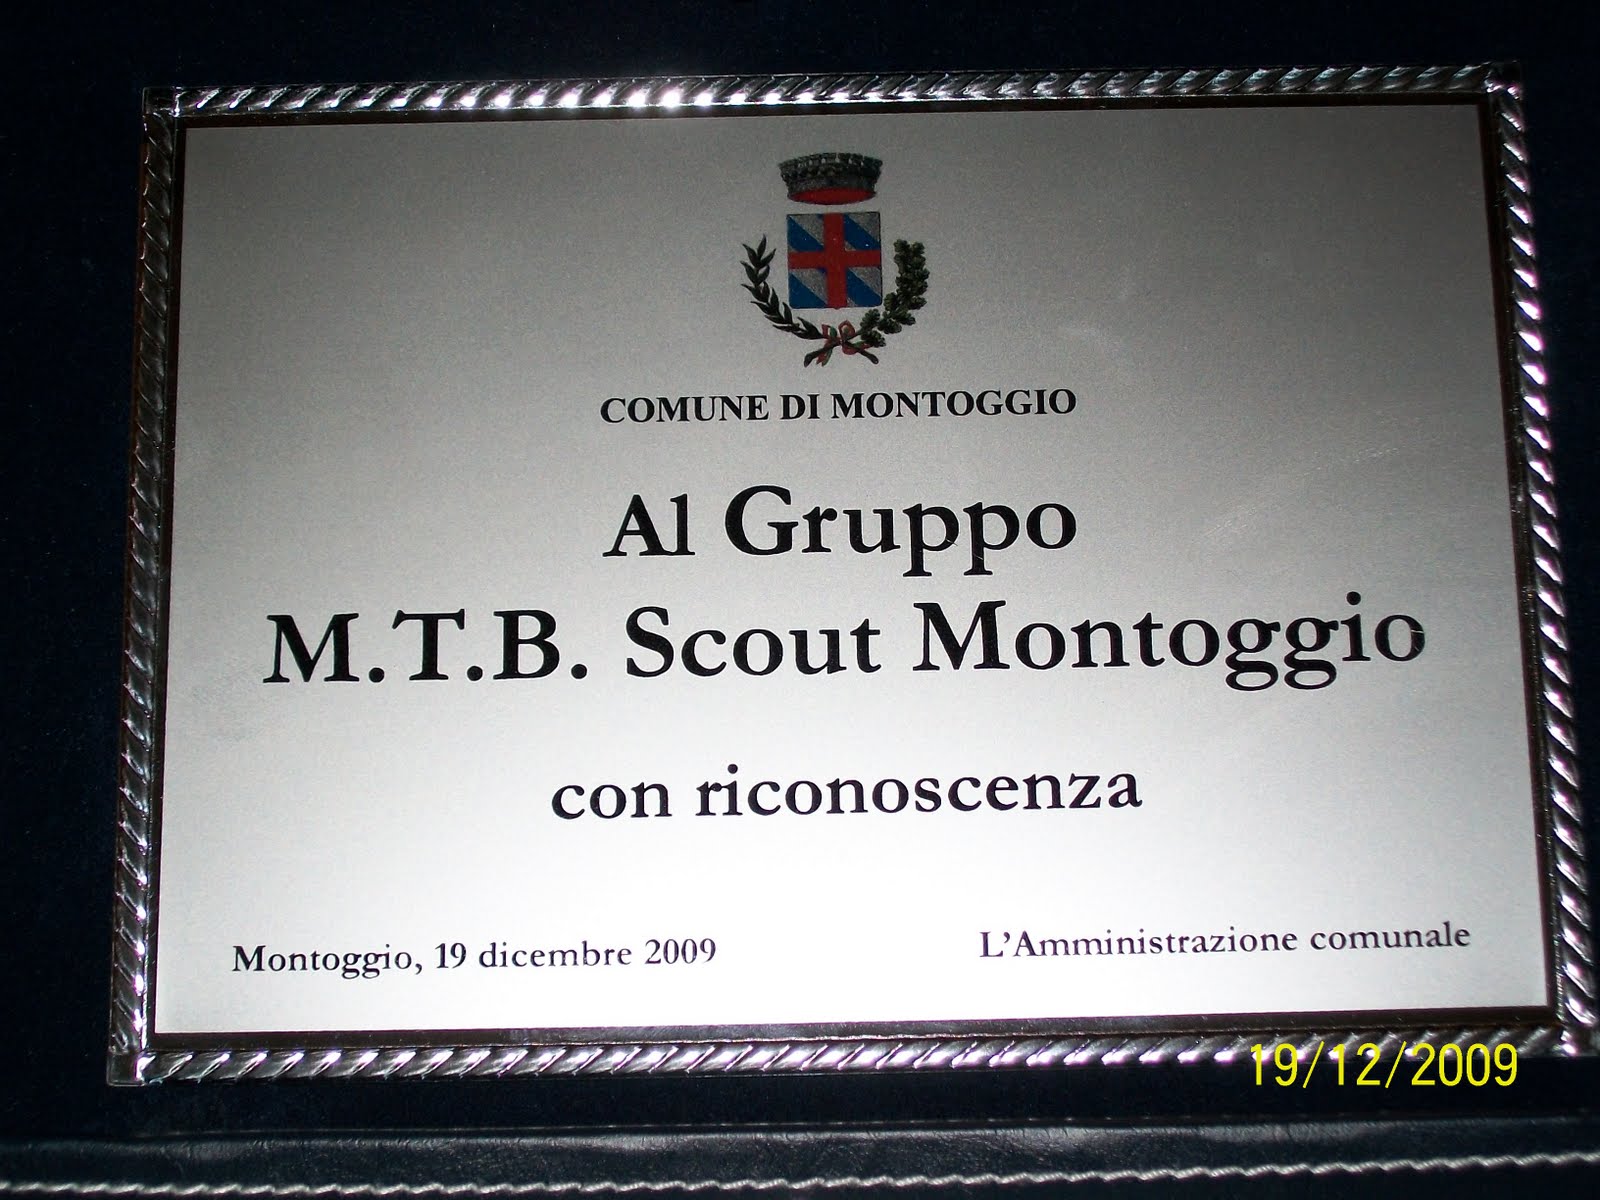 COMUNE DI MONTOGGIO
Al Gruppo
M.T.B. Scout Montoggio
con riconoscenza
Montoggio, 19 dicembre 2009
L'Amministrazione comunale
19/12/2009